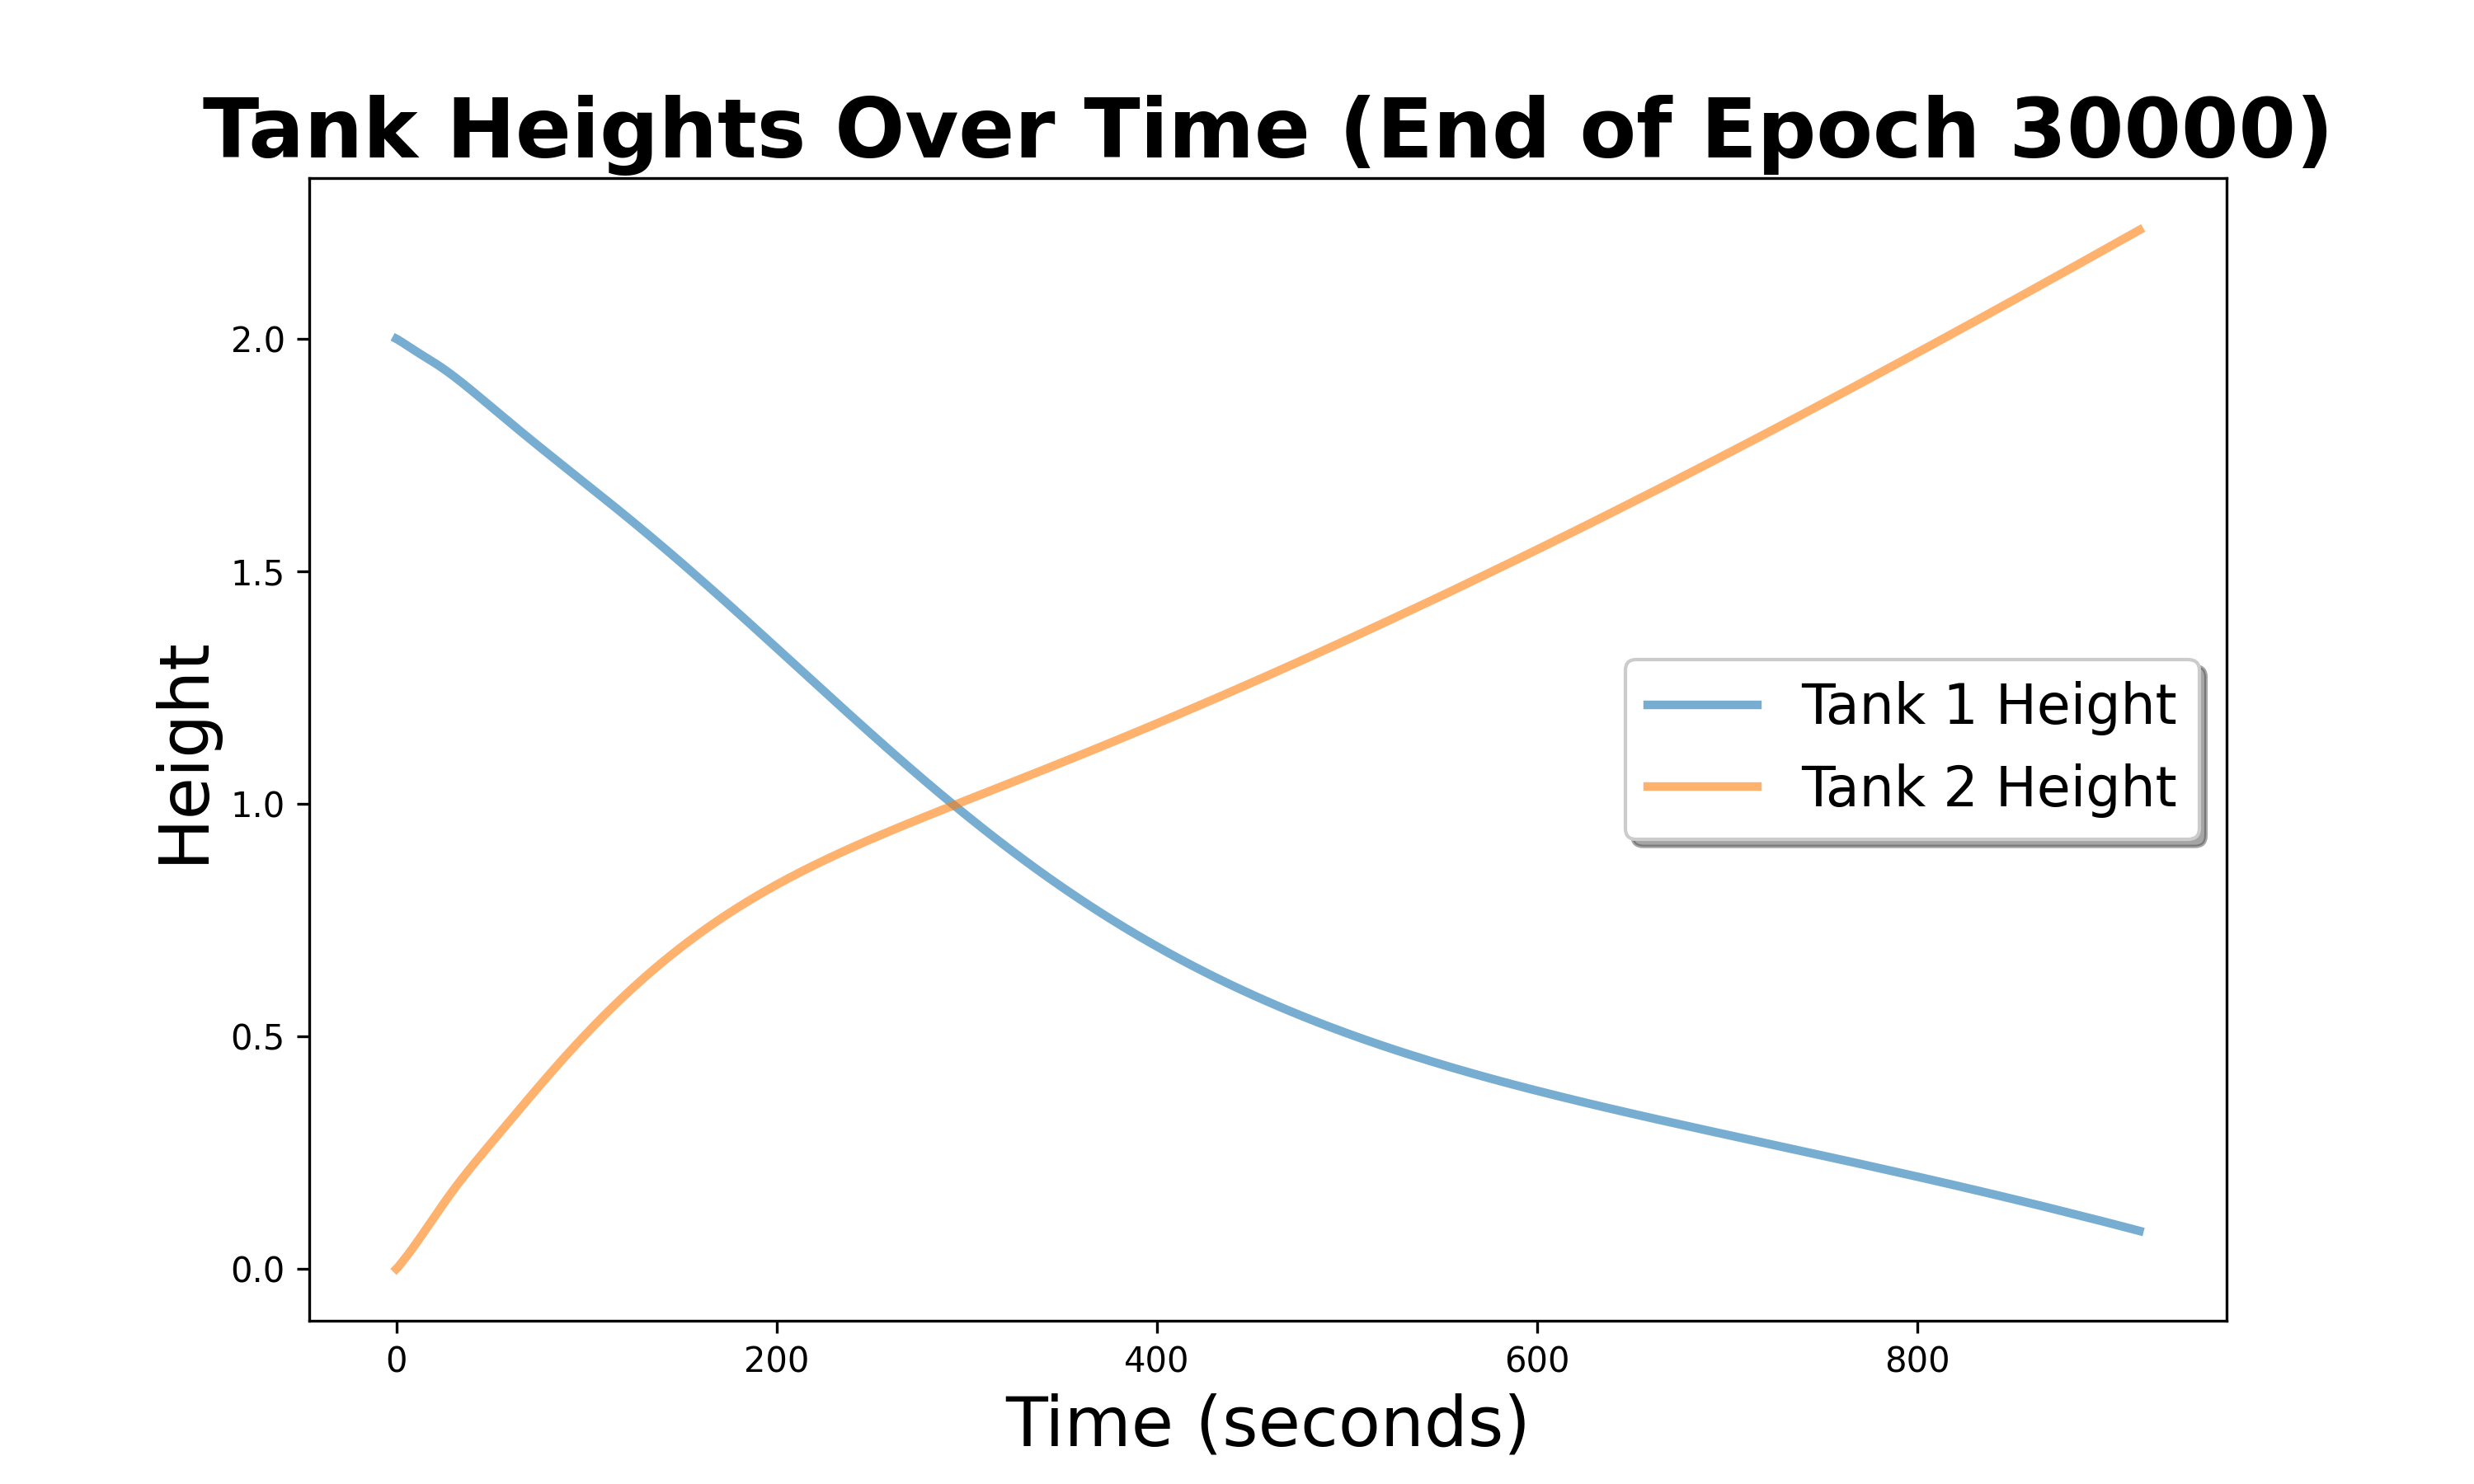 Tank Heights Over Time (End of Epoch 30000)
Height
2.0
1.5
1.0
0.5
0.0
Tank 1 Height
Tank 2 Height
0 200 400 600 800
Time (seconds)